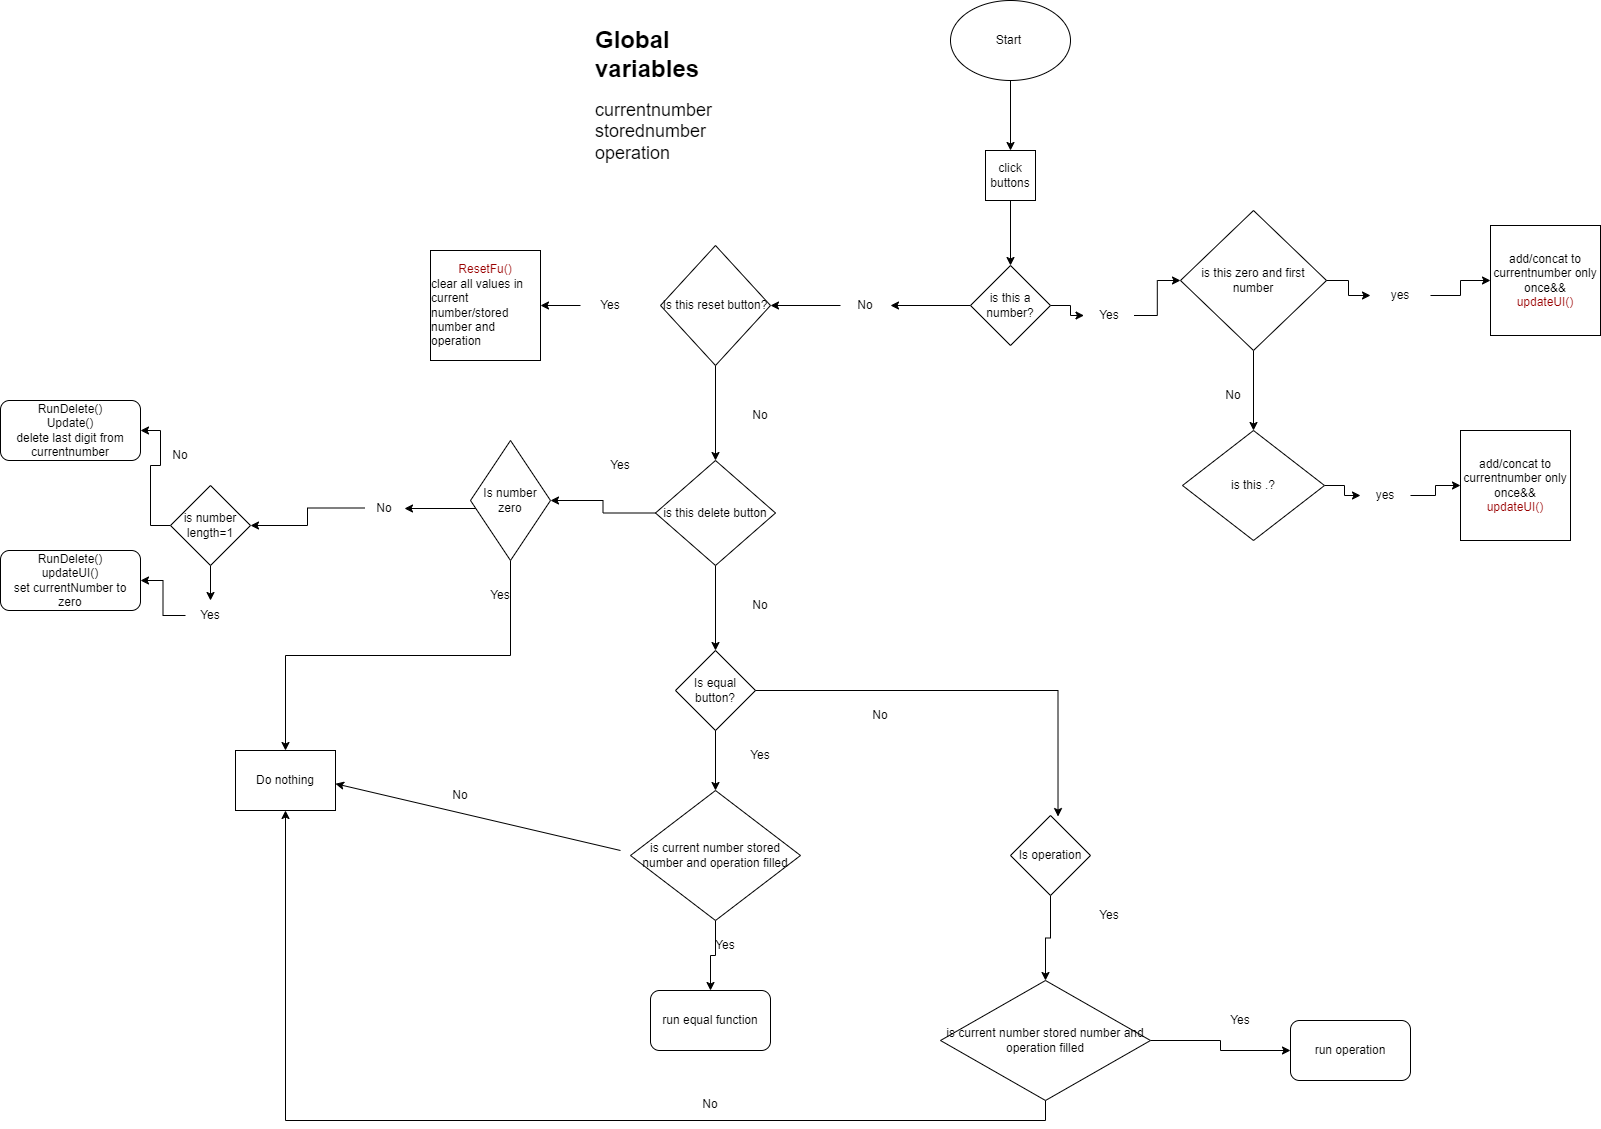 Global
variables
currentnumber
storednumber
operation
Start
click
buttons
is this a
number?
No
Yes
is this zero and first
number
yes
add/concat to
currentnumber only
once&&
updateUI()
No
is this .?
yes
add/concat to
currentnumber only
once&&
updateUI()
Is this reset button?
Yes
ResetFu()
clear all values in
current
number/stored
number and
operation
No
is this delete button
Yes
Is number
zero
No
is number
length=1
No
RunDelete()
Update()
delete last digit from
currentnumber
Yes
RunDelete()
updateUI()
set currentNumber to
zero
Yes
Do nothing
No
Is equal
button?
No
Yes
is current number stored
number and operation filled
No
Yes
run equal function
Is operation
Yes
is current number stored number and
operation filled
Yes
run operation
No